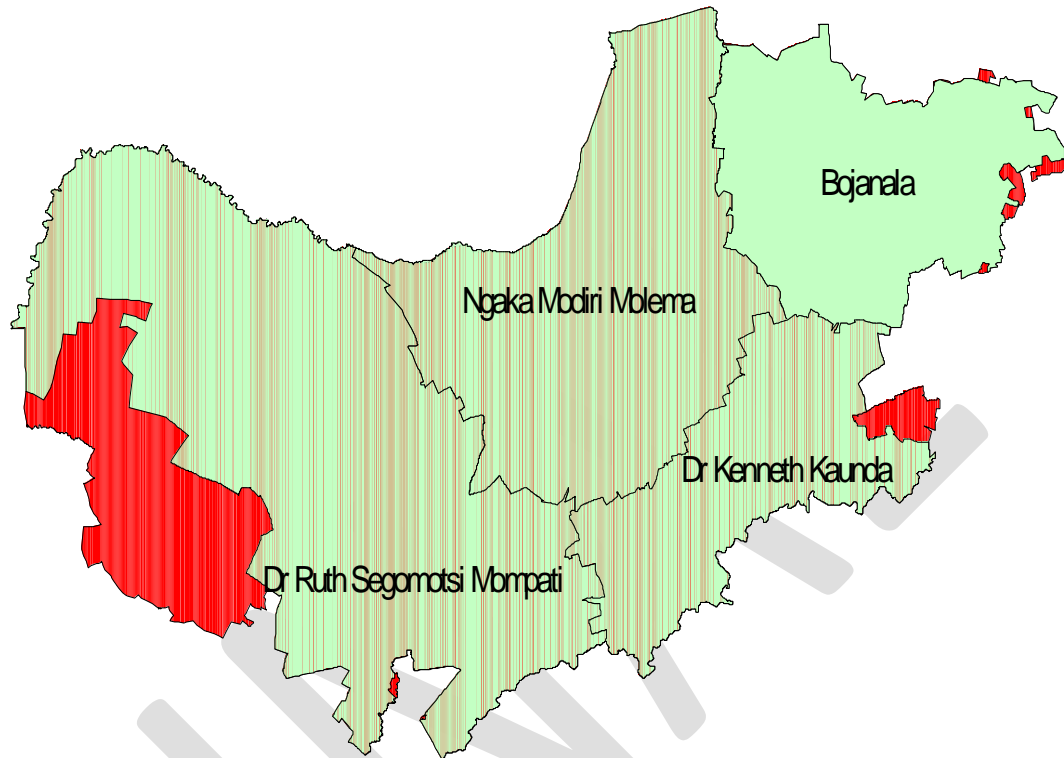 Bojanala
Ngaka Modiri Molema
Dr Kenneth Kaunda
Dr Ruth Segomotsi Mompati